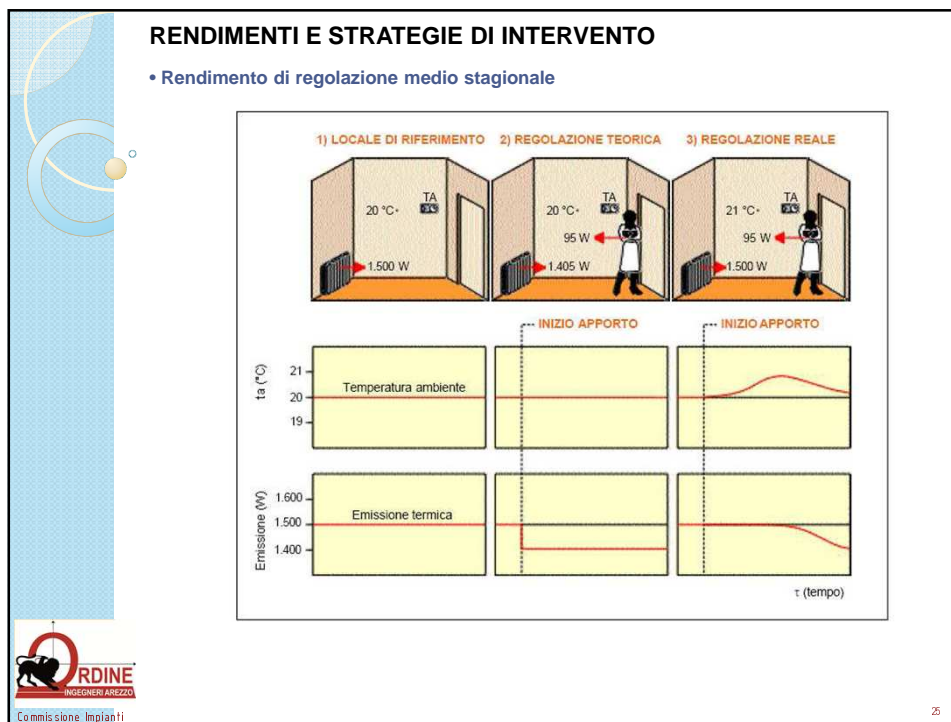 RENDIMENTI E STRATEGIE DI INTERVENTO
• Rendimento di regolazione medio stagionale
1) LOCALE DI RIFERIMENTO 2) REGOLAZIONE TEORICA 3) REGOLAZIONE REALE
20 °C TA
1.500 W
20 °C TA
95 W
1.405 W
21 °C TA
95 W
1.500 W
INIZIO APPORTO INIZIO APPORTO
ta (°C)
21
20
19
Temperatura ambiente
Emissione (W)
1.600
1.500
1.400
Emissione termica
τ (tempo)
ORDINE
INGEGNERI AREZZO
Commissione Impianti
25